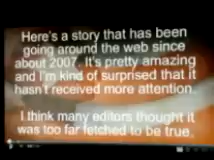 Here's a story that has been
going around the web since
about 2007. It's pretty amazing
and I'm kind of surprised that it
hasn't received more attention.
I think many editors thought it
was too far fetched to be true.